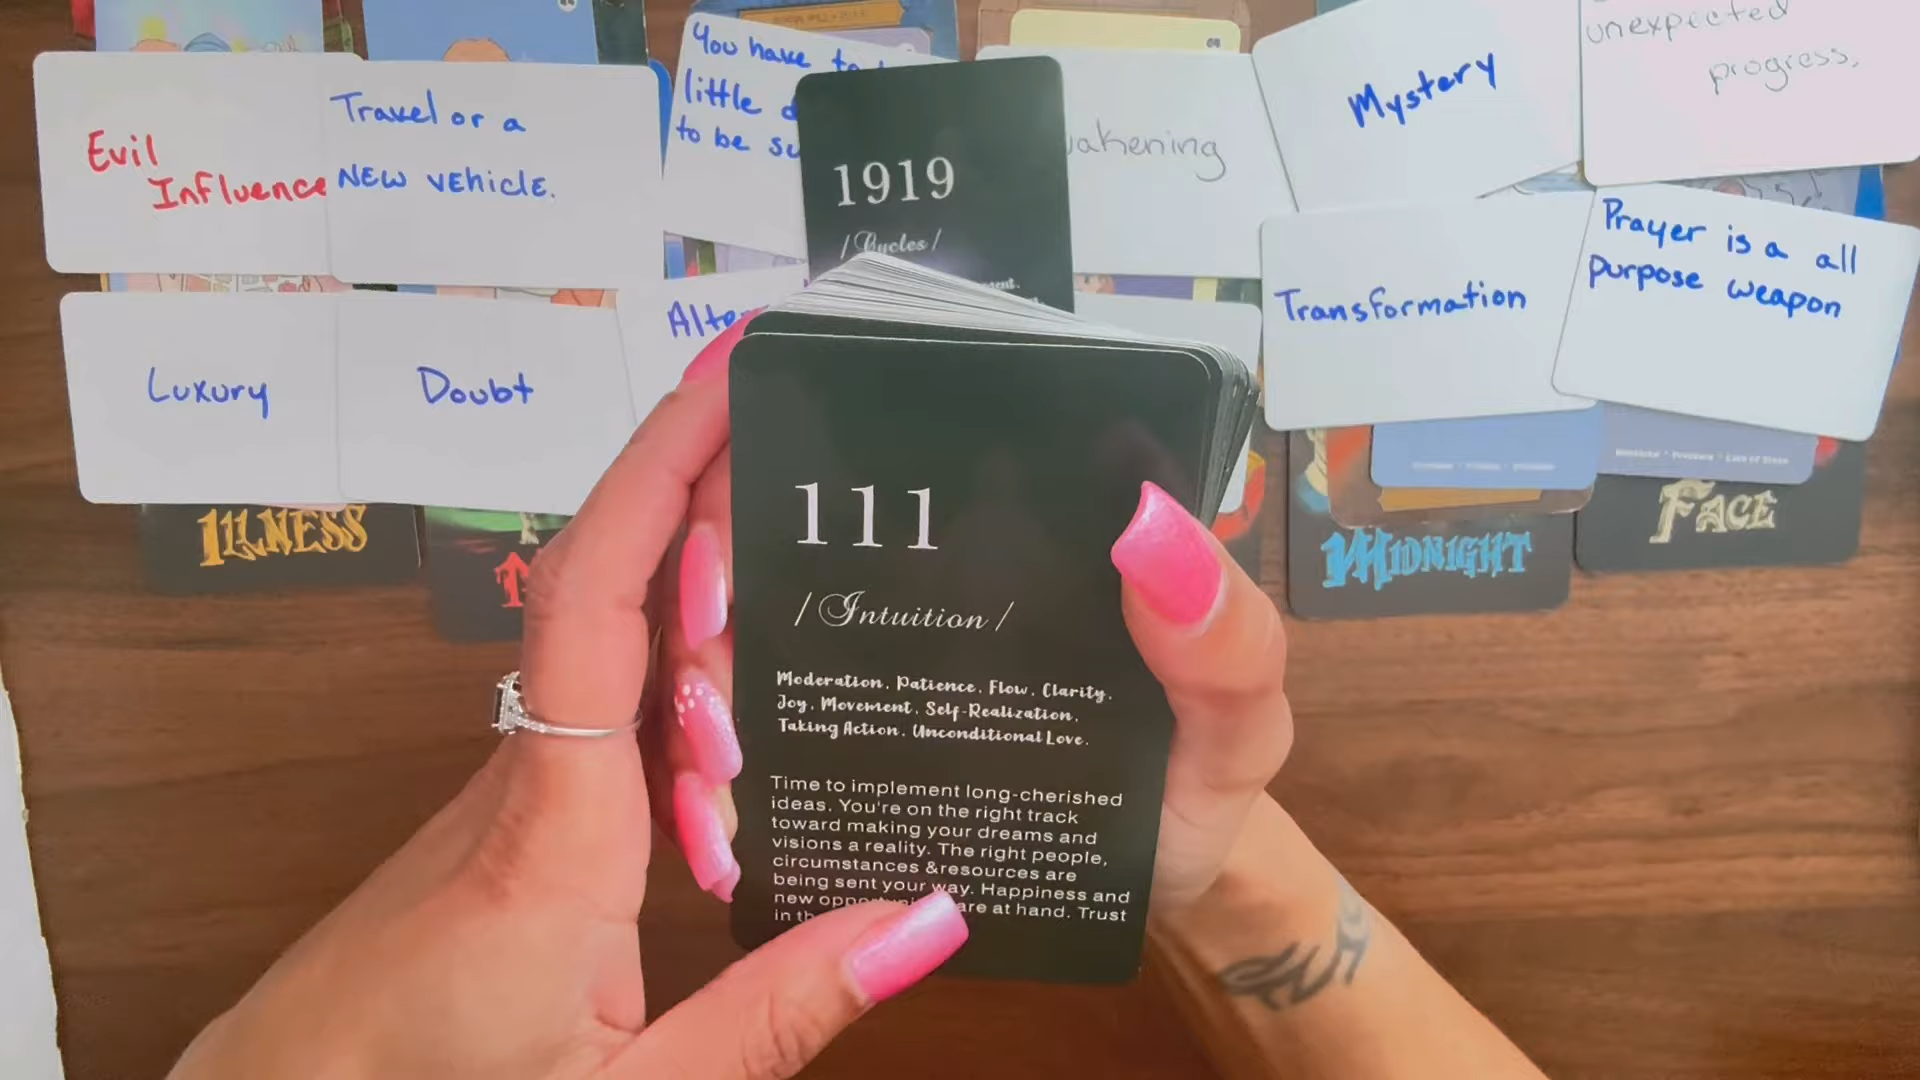 Evil
Influence
Travel or a
NEW vehicle.
You have to
little
to be
1919
/Cycles/
Mystery
unexpected
progress.
Transformation
Prayer is a all
purpose weapon
Luxury
Doubt
ILLNESS
MIDNIGHT
FACE
111
/Intuition/
Moderation. Patience. Flow. Clarity.
Joy. Movement. Self-Realization.
Taking Action. Unconditional Love.
Time to implement long-cherished
ideas. You're on the right track
toward making your dreams and
visions a reality. The right people,
circumstances &resources are
being sent your way. Happiness and
new are at hand. Trust
in